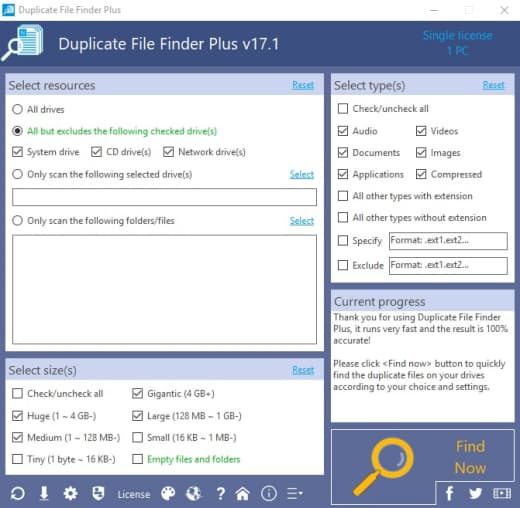 Duplicate File Finder Plus
Duplicate File Finder Plus v17.1
Single license
1 PC
Select resources
Reset
All drives
All but excludes the following checked drive(s)
System drive
CD drive(s)
Network drive(s)
Only scan the following selected drive(s)
Select
Only scan the following folders/files
Select
Select size(s)
Reset
Check/uncheck all
Gigantic (4 GB+)
Huge (1 ~ 4 GB-)
Large (128 MB ~ 1 GB-)
Medium (1 ~ 128 MB-)
Small (16 KB ~ 1 MB-)
Tiny (1 byte ~ 16 KB-)
Empty files and folders
Select type(s)
Reset
Check/uncheck all
Audio
Videos
Documents
Images
Applications
Compressed
All other types with extension
All other types without extension
Specify
Format: .ext1.ext2...
Exclude
Format: .ext1.ext2...
Current progress
Thank you for using Duplicate File Finder
Plus, it runs very fast and the result is 100%
accurate!
Please click <Find now> button to quickly
find the duplicate files on your drives
according to your choice and settings.
Find
Now
License